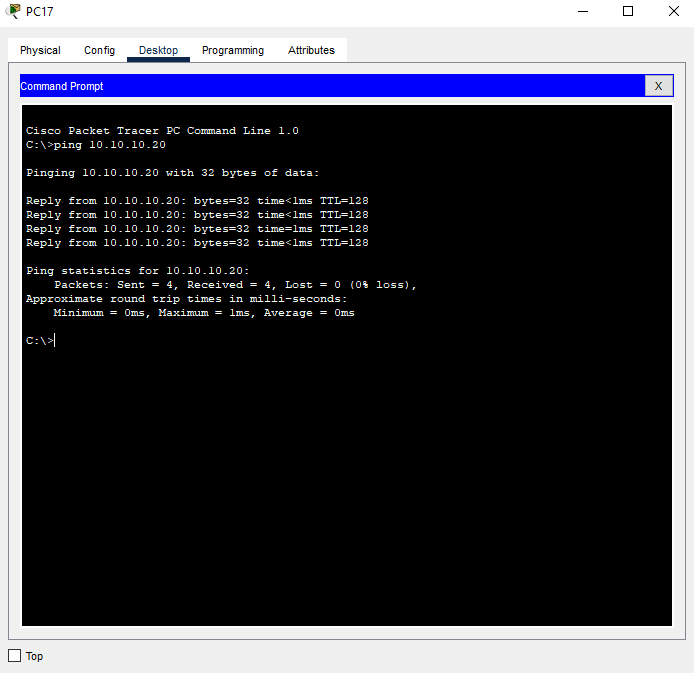 PC17
Physical Config Desktop Programming Attributes
Command Prompt
X
Cisco Packet Tracer PC Command Line 1.0
C:\>ping 10.10.10.20
Pinging 10.10.10.20 with 32 bytes of data:
Reply from 10.10.10.20: bytes=32 time<1ms TTL=128
Reply from 10.10.10.20: bytes=32 time<1ms TTL=128
Reply from 10.10.10.20: bytes=32 time=1ms TTL=128
Reply from 10.10.10.20: bytes=32 time<1ms TTL=128
Ping statistics for 10.10.10.20:
    Packets: Sent = 4, Received = 4, Lost = 0 (0% loss),
Approximate round trip times in milli-seconds:
    Minimum = 0ms, Maximum = 1ms, Average = 0ms
C:\>
Top